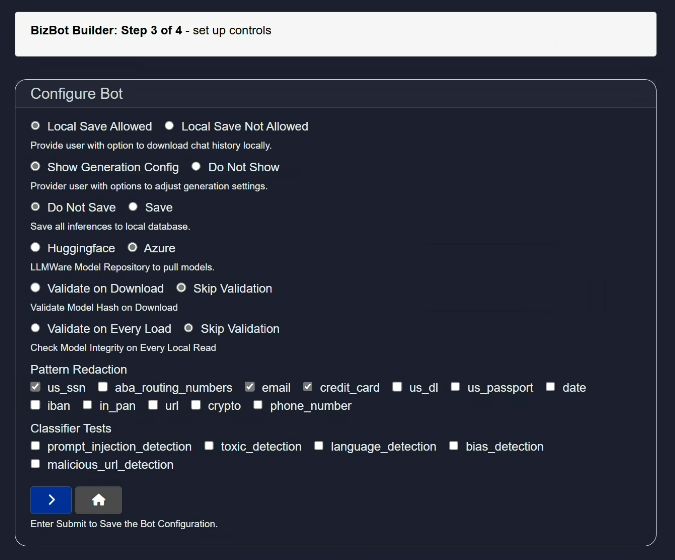 BizBot Builder: Step 3 of 4 - set up controls
Configure Bot
Local Save Allowed Local Save Not Allowed
Provide user with option to download chat history locally.
Show Generation Config Do Not Show
Provider user with options to adjust generation settings.
Do Not Save Save
Save all inferences to local database.
Huggingface Azure
LLMWare Model Repository to pull models.
Validate on Download Skip Validation
Validate Model Hash on Download
Validate on Every Load Skip Validation
Check Model Integrity on Every Local Read
Pattern Redaction
us_ssn aba_routing_numbers email credit_card us_dl us_passport date
iban in_pan url crypto phone_number
Classifier Tests
prompt_injection_detection toxic_detection language_detection bias_detection
malicious_url_detection
Enter Submit to Save the Bot Configuration.